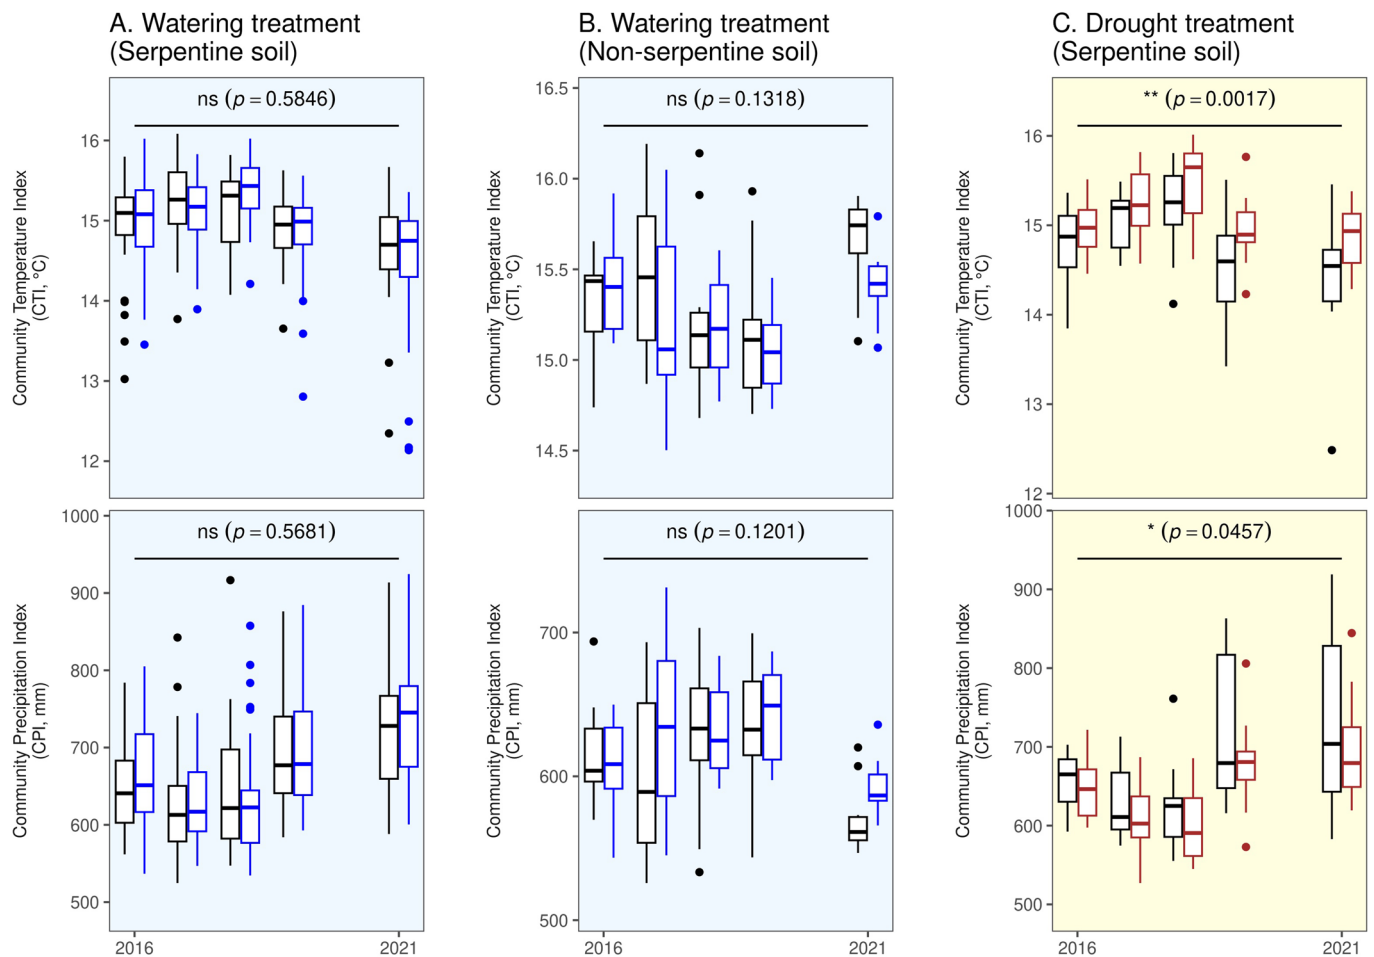 A. Watering treatment
(Serpentine soil)
B. Watering treatment
(Non-serpentine soil)
C. Drought treatment
(Serpentine soil)
Community Temperature Index
(CTI, °C)
16
15
14
13
12
ns (p = 0.5846)
Community Temperature Index
(CTI, °C)
16.5
16.0
15.5
15.0
14.5
ns (p = 0.1318)
Community Temperature Index
(CTI, °C)
16
15
14
13
12
** (p = 0.0017)
Community Precipitation Index
(CPI, mm)
1000
900
800
700
600
500
ns (p = 0.5681)
2016
2021
Community Precipitation Index
(CPI, mm)
700
600
500
ns (p = 0.1201)
2016
2021
Community Precipitation Index
(CPI, mm)
1000
900
800
700
600
500
* (p = 0.0457)
2016
2021